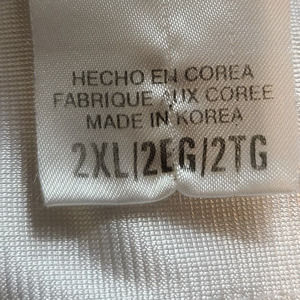 HECHO EN COREA
FABRIQUE AUX COREE
MADE IN KOREA
2XL/2EG/2TG